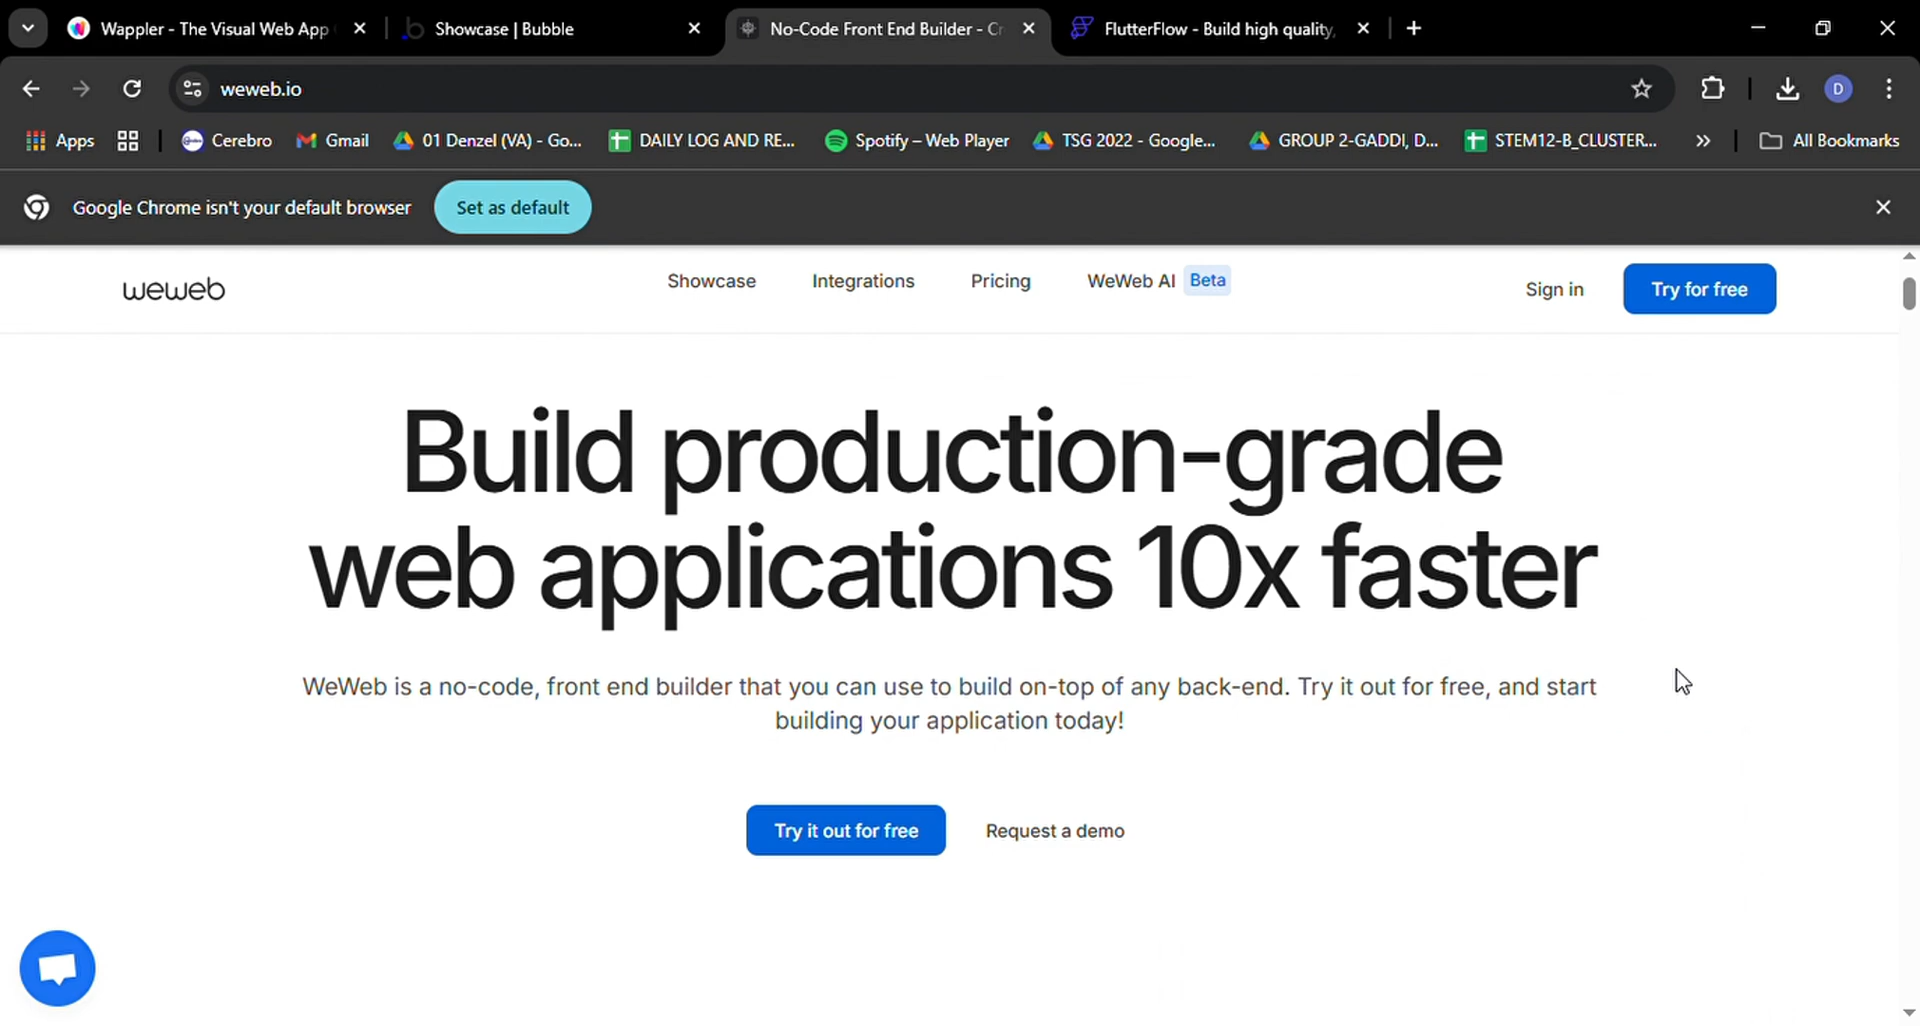 Wappler - The Visual Web App
Showcase | Bubble
No-Code Front End Builder - Cr
FlutterFlow - Build high quality,
weweb.io
D
Apps
Cerebro
Gmail
01 Denzel (VA) - Go...
DAILY LOG AND RE...
Spotify – Web Player
TSG 2022 - Google...
GROUP 2-GADDI, D...
STEM12-B_CLUSTER...
All Bookmarks
Google Chrome isn't your default browser
Set as default
weweb
Showcase
Integrations
Pricing
WeWeb AI Beta
Sign in
Try for free
Build production-grade
web applications 10x faster
WeWeb is a no-code, front end builder that you can use to build on-top of any back-end. Try it out for free, and start
building your application today!
Try it out for free
Request a demo